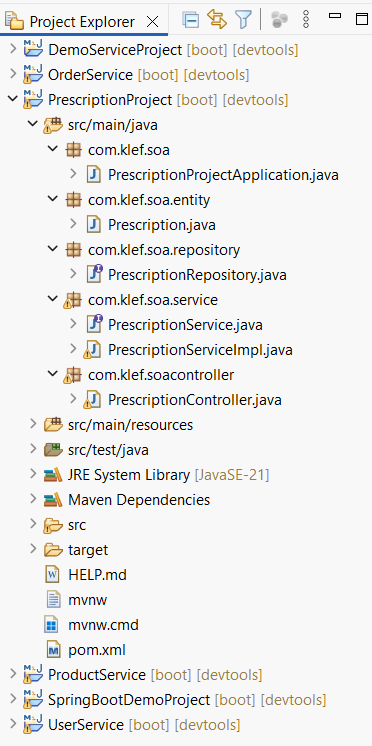 Project Explorer
DemoServiceProject [boot] [devtools]
OrderService [boot] [devtools]
PrescriptionProject [boot] [devtools]
src/main/java
com.klef.soa
PrescriptionProjectApplication.java
com.klef.soa.entity
Prescription.java
com.klef.soa.repository
PrescriptionRepository.java
com.klef.soa.service
PrescriptionService.java
PrescriptionServiceImpl.java
com.klef.soacontroller
PrescriptionController.java
src/main/resources
src/test/java
JRE System Library [JavaSE-21]
Maven Dependencies
src
target
HELP.md
mvnw
mvnw.cmd
pom.xml
ProductService [boot] [devtools]
SpringBootDemoProject [boot] [devtools]
UserService [boot] [devtools]